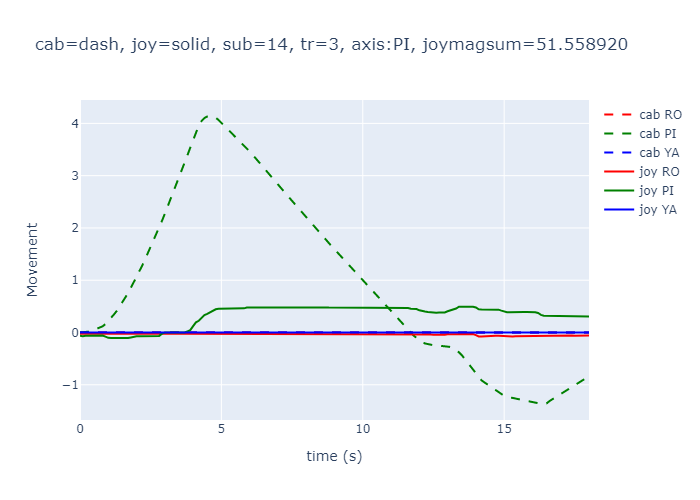 cab=dash, joy=solid, sub=14, tr=3, axis:PI, joymagsum=51.558920
cab RO
cab PI
cab YA
joy RO
joy PI
joy YA
Movement
4
3
2
1
0
−1
0
5
10
15
time (s)